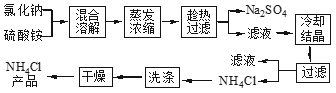 氯化钠
硫酸铵
混合溶解
蒸发浓缩
趁热过滤
Na₂SO₄
滤液
冷却结晶
过滤
滤液
NH₄Cl
洗涤
干燥
NH₄Cl
产品